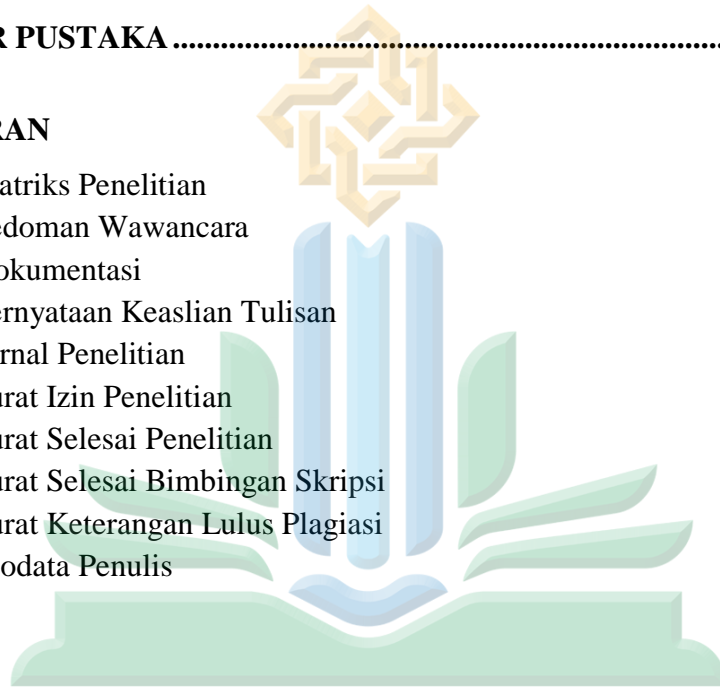 R PUSTAKA.....................................................................
RAN
atriks Penelitian
edoman Wawancara
okumentasi
ernyataan Keaslian Tulisan
rnal Penelitian
urat Izin Penelitian
urat Selesai Penelitian
urat Selesai Bimbingan Skripsi
urat Keterangan Lulus Plagiasi
odata Penulis